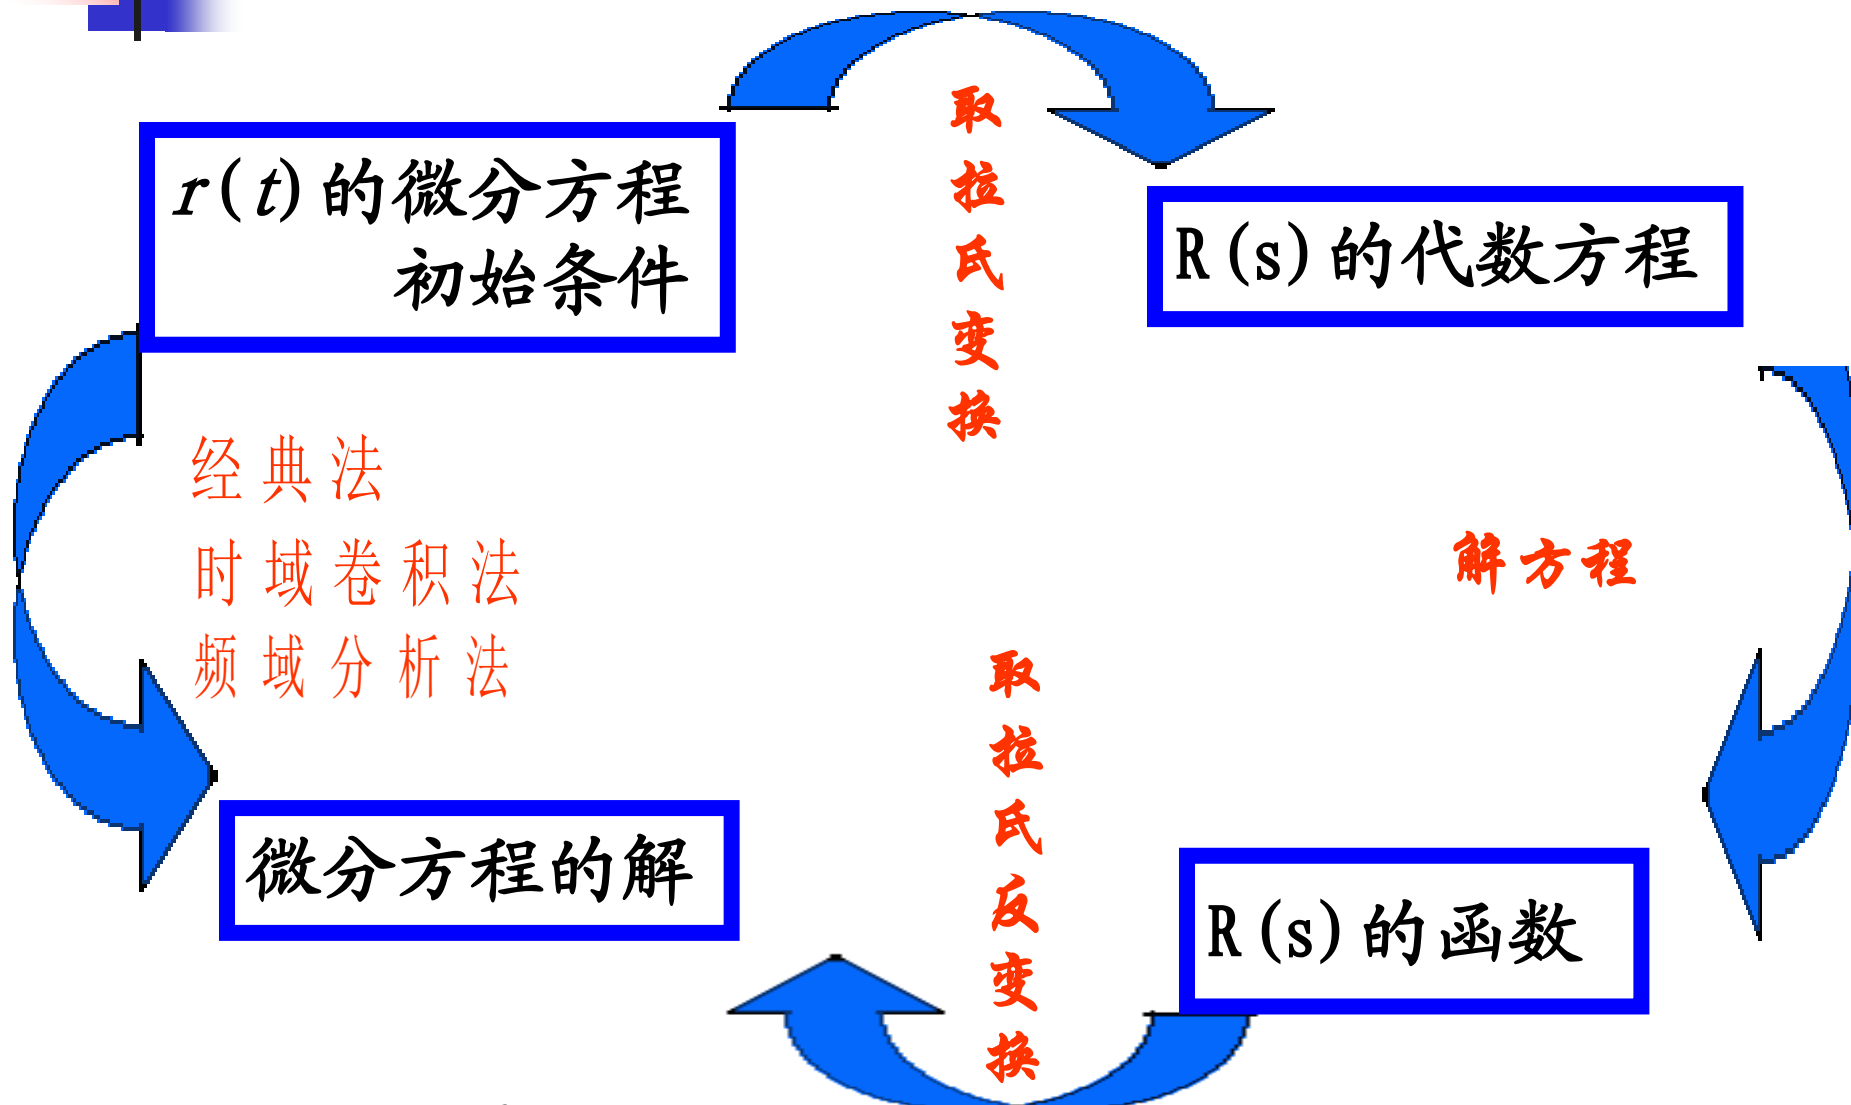 r(t)的微分方程
初始条件
取拉氏变换
R(s)的代数方程
经典法
时域卷积法
频域分析法
解方程
取拉氏反变换
微分方程的解
R(s)的函数